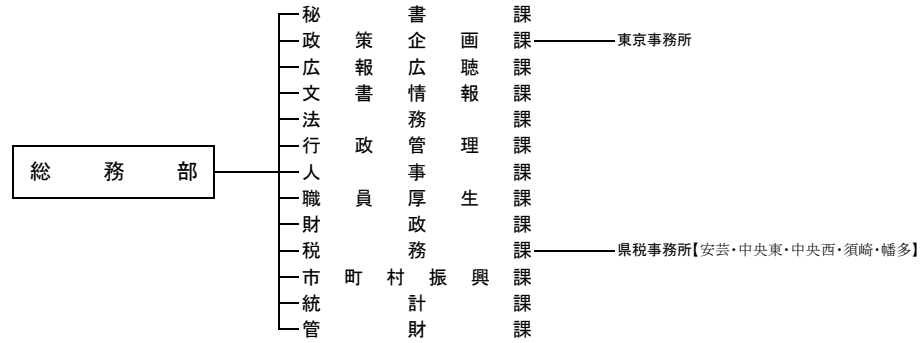 秘書課
政策企画課 東京事務所
広報広聴課
文書情報課
法務課
行政管理課
総務部 人事課
職員厚生課
財政課
税務課 県税事務所【安芸・中央東・中央西・須崎・幡多】
市町村振興課
統計課
管財課